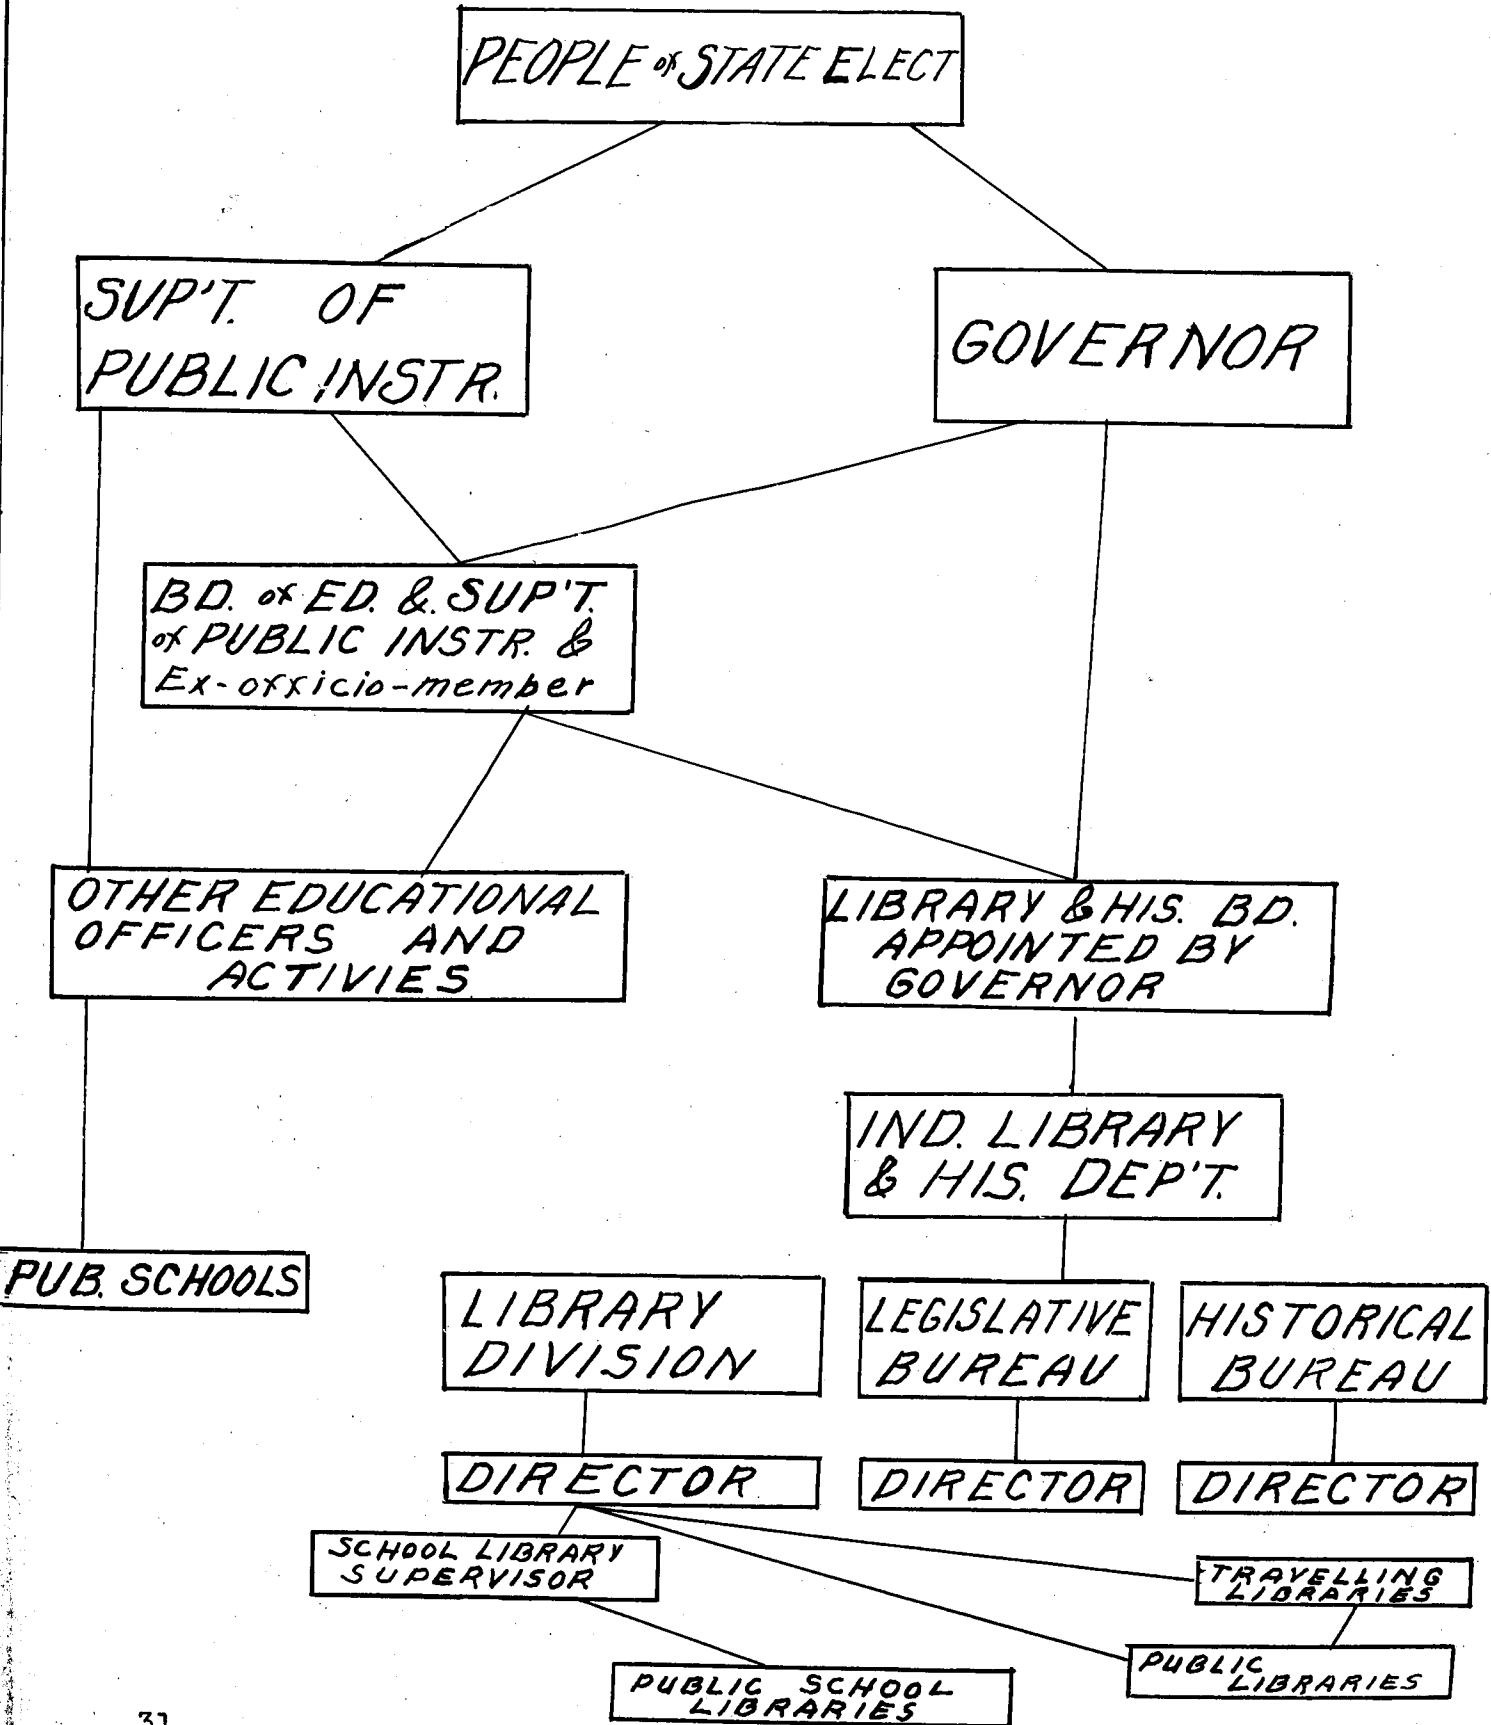 PEOPLE of STATE ELECT
SUP'T. OF
PUBLIC INSTR.
GOVERNOR
BD. of ED. & SUP'T.
of PUBLIC INSTR. &
Ex-officio-member
OTHER EDUCATIONAL
OFFICERS AND
ACTIVIES
LIBRARY & HIS. BD.
APPOINTED BY
GOVERNOR
IND. LIBRARY
& HIS. DEP'T.
PUB. SCHOOLS
LIBRARY
DIVISION
LEGISLATIVE
BUREAU
HISTORICAL
BUREAU
DIRECTOR
DIRECTOR
DIRECTOR
SCHOOL LIBRARY
SUPERVISOR
TRAVELLING
LIBRARIES
PUBLIC
LIBRARIES
PUBLIC SCHOOL
LIBRARIES
31